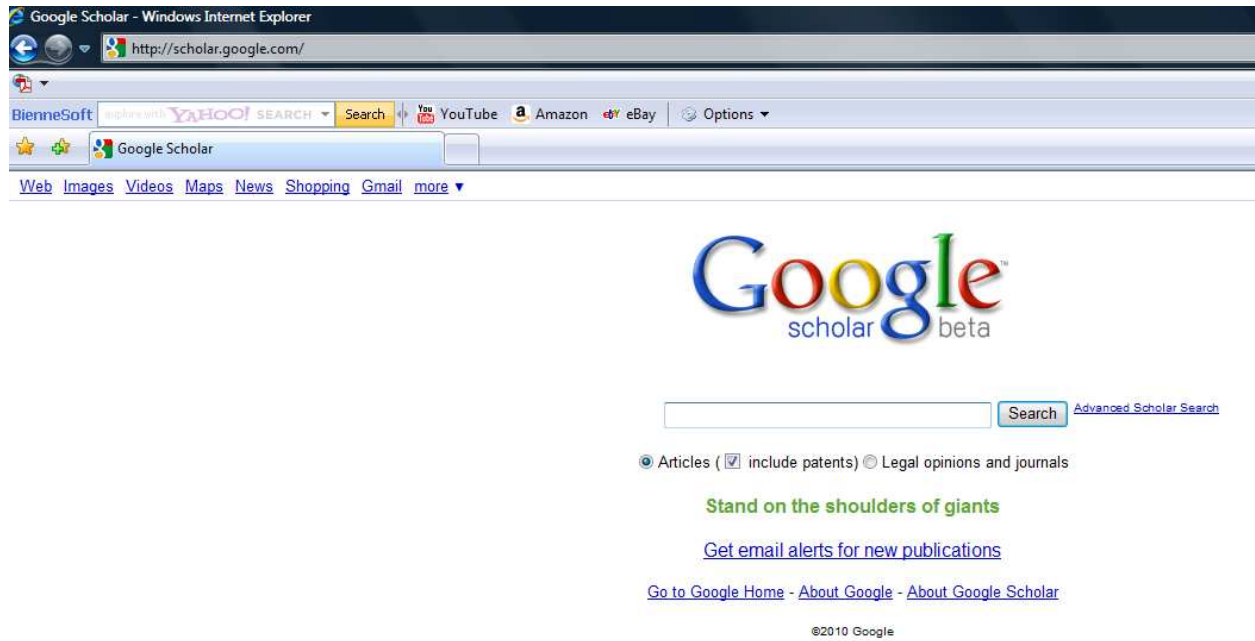 Google Scholar - Windows Internet Explorer
http://scholar.google.com/
BienneSoft explore with YAHOO! SEARCH Search YouTube Amazon eBay Options
Google Scholar
Web Images Videos Maps News Shopping Gmail more
Google
scholar beta
Search Advanced Scholar Search
Articles ( include patents) Legal opinions and journals
Stand on the shoulders of giants
Get email alerts for new publications
Go to Google Home - About Google - About Google Scholar
©2010 Google